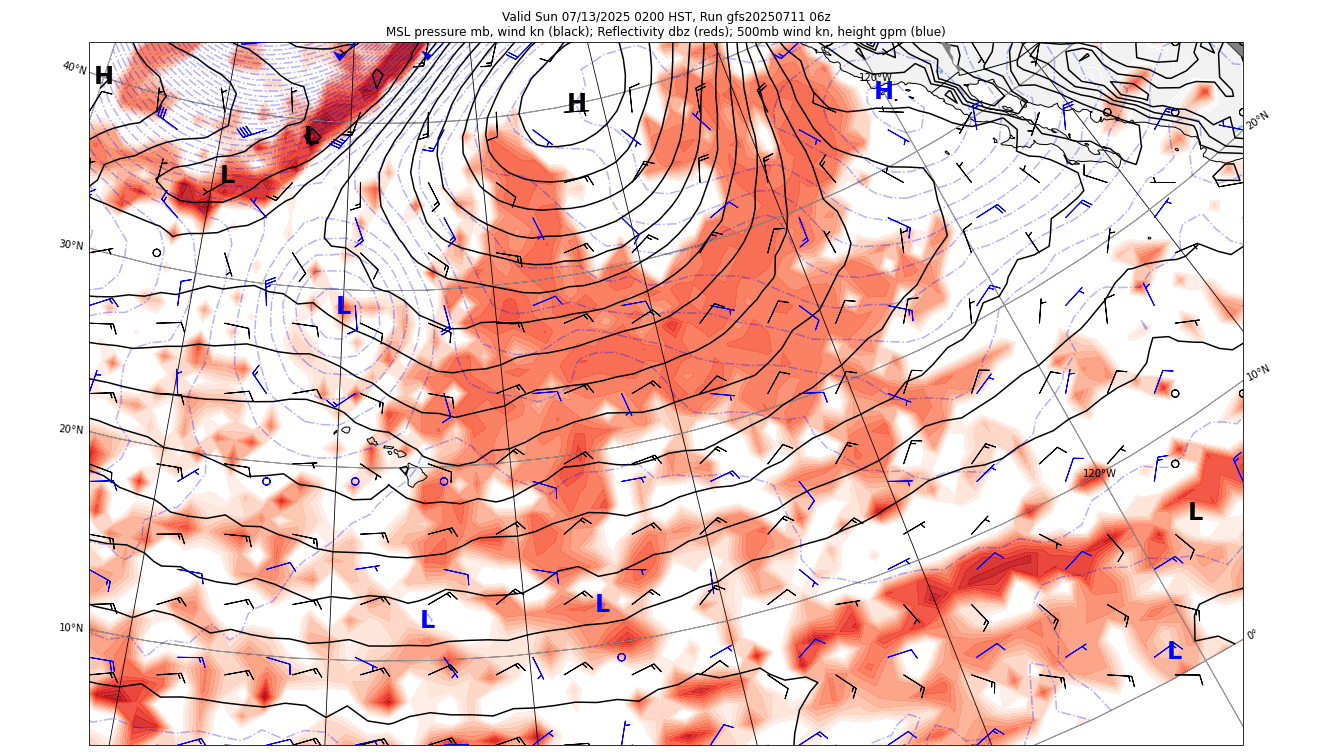 Valid Sun 07/13/2025 0200 HST, Run gfs20250711 06z
MSL pressure mb, wind kn (black); Reflectivity dbz (reds); 500mb wind kn, height gpm (blue)
40°N
H
H
120°W
H
20°N
L
L
30°N
L
10°N
20°N
120°W
L
L
L
10°N
0°
L